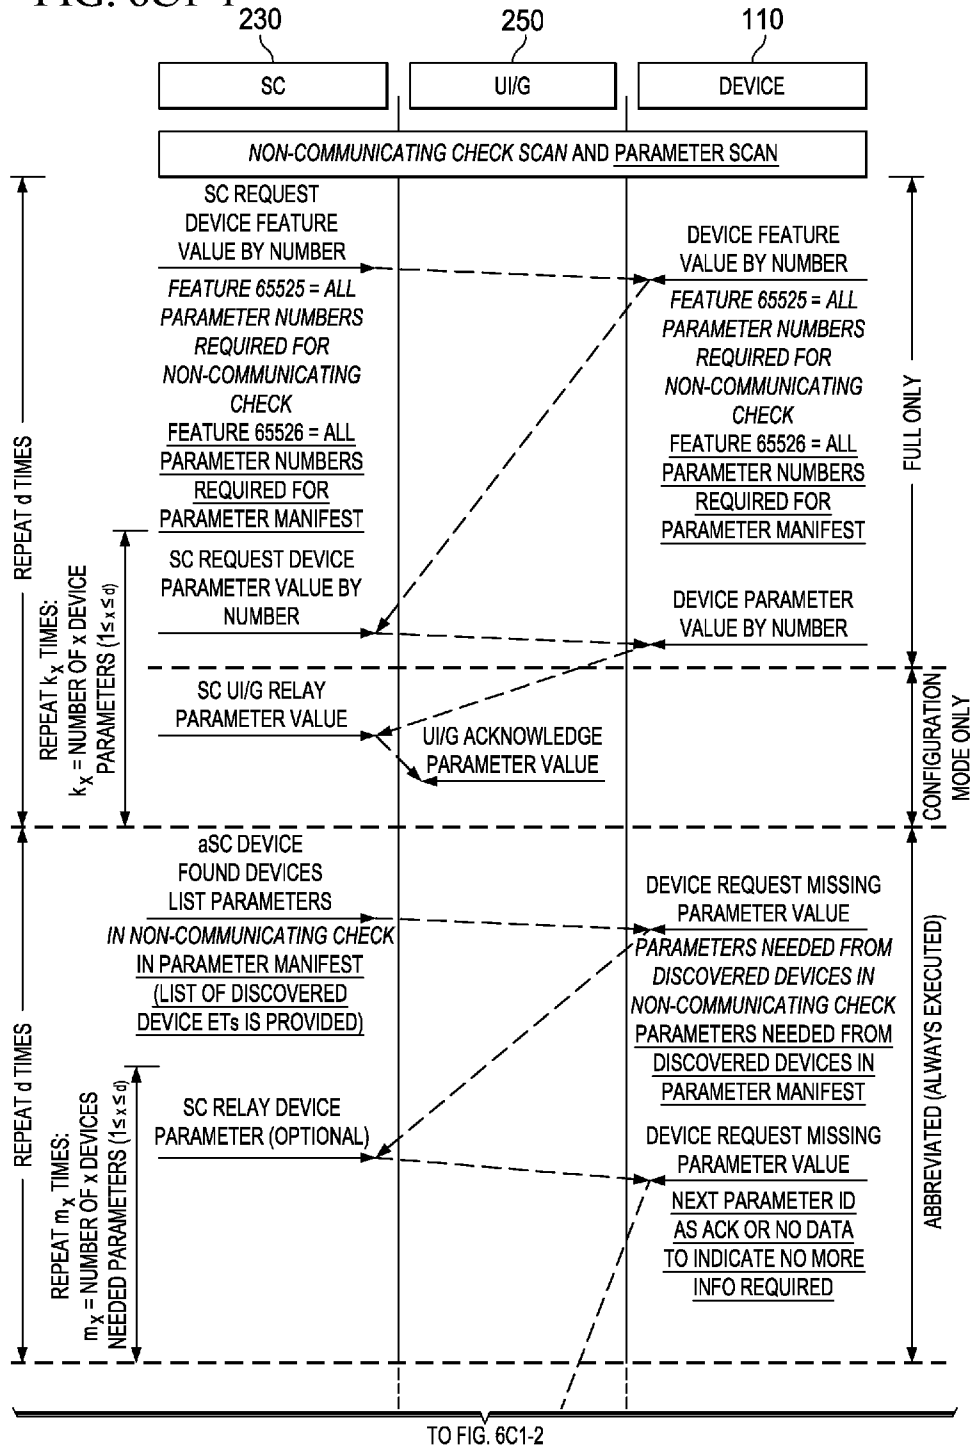 FIG. 6C1-1
230
250
110
SC
UI/G
DEVICE
NON-COMMUNICATING CHECK SCAN AND PARAMETER SCAN
SC REQUEST
DEVICE FEATURE
VALUE BY NUMBER
FEATURE 65525 = ALL
PARAMETER NUMBERS
REQUIRED FOR
NON-COMMUNICATING
CHECK
FEATURE 65526 = ALL
PARAMETER NUMBERS
REQUIRED FOR
PARAMETER MANIFEST
DEVICE FEATURE
VALUE BY NUMBER
FEATURE 65525 = ALL
PARAMETER NUMBERS
REQUIRED FOR
NON-COMMUNICATING
CHECK
FEATURE 65526 = ALL
PARAMETER NUMBERS
REQUIRED FOR
PARAMETER MANIFEST
REPEAT d TIMES
FULL ONLY
SC REQUEST DEVICE
PARAMETER VALUE BY
NUMBER
DEVICE PARAMETER
VALUE BY NUMBER
REPEAT kx TIMES:
kx = NUMBER OF x DEVICE
PARAMETERS (1≤x≤d)
SC UI/G RELAY
PARAMETER VALUE
UI/G ACKNOWLEDGE
PARAMETER VALUE
CONFIGURATION
MODE ONLY
aSC DEVICE
FOUND DEVICES
LIST PARAMETERS
IN NON-COMMUNICATING CHECK
IN PARAMETER MANIFEST
(LIST OF DISCOVERED
DEVICE ETs IS PROVIDED)
DEVICE REQUEST MISSING
PARAMETER VALUE
PARAMETERS NEEDED FROM
DISCOVERED DEVICES IN
NON-COMMUNICATING CHECK
PARAMETERS NEEDED FROM
DISCOVERED DEVICES IN
PARAMETER MANIFEST
REPEAT d TIMES
ABBREVIATED (ALWAYS EXECUTED)
REPEAT mx TIMES:
mx = NUMBER OF x DEVICES
NEEDED PARAMETERS (1≤x≤d)
SC RELAY DEVICE
PARAMETER (OPTIONAL)
DEVICE REQUEST MISSING
PARAMETER VALUE
NEXT PARAMETER ID
AS ACK OR NO DATA
TO INDICATE NO MORE
INFO REQUIRED
TO FIG. 6C1-2